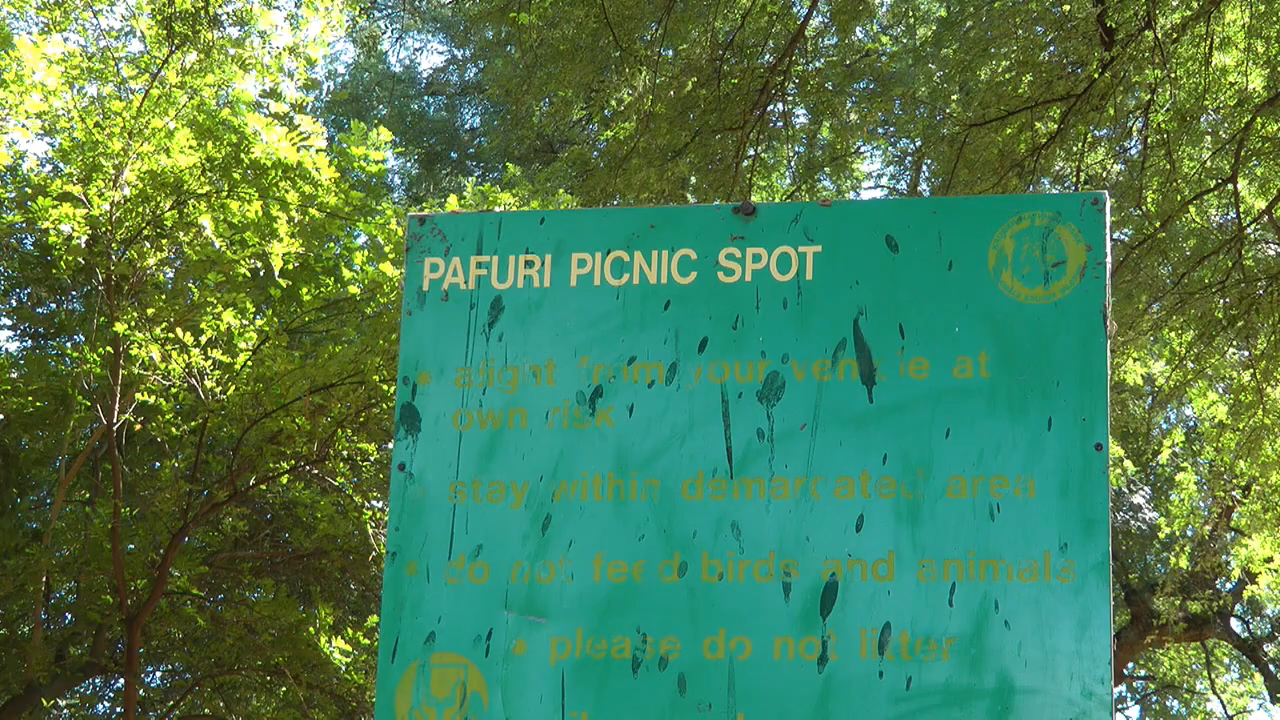 PAFURI PICNIC SPOT
• alight from your vehicle at
own risk
• stay within demarcated area
• do not feed birds and animals
• please do not litter